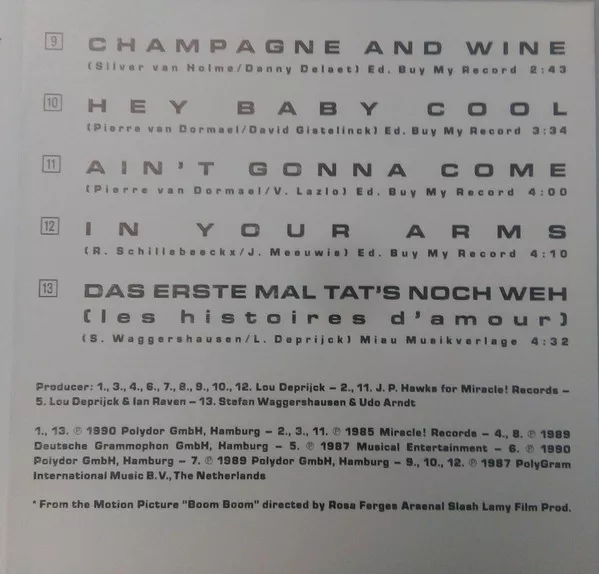 9 CHAMPAGNE AND WINE
(Silver van Holme/Danny Delaet) Ed. Buy My Record 2:43
10 HEY BABY COOL
(Pierre van Dormael/David Gistelinck) Ed. Buy My Record 3:34
11 AIN'T GONNA COME
(Pierre van Dormael/V. Lazlo) Ed. Buy My Record 4:00
12 IN YOUR ARMS
(R. Schillebeeckx/J. Meeuwis) Ed. Buy My Record 4:10
13 DAS ERSTE MAL TAT'S NOCH WEH
(les histoires d'amour)
(S. Waggershausen/L. Deprijck) Miau Musikverlage 4:32
Producer: 1., 3., 4., 6., 7., 8., 9., 10., 12. Lou Deprijck – 2., 11. J. P. Hawks for Miracle! Records –
5. Lou Deprijck & Ian Raven – 13. Stefan Waggershausen & Udo Arndt
1., 13. ℗ 1990 Polydor GmbH, Hamburg – 2., 3., 11. ℗ 1985 Miracle! Records – 4., 8. ℗ 1989
Deutsche Grammophon GmbH, Hamburg – 5. ℗ 1987 Musical Entertainment – 6. ℗ 1990
Polydor GmbH, Hamburg – 7. ℗ 1989 Polydor GmbH, Hamburg – 9., 10., 12. ℗ 1987 PolyGram
International Music B.V., The Netherlands
* From the Motion Picture "Boom Boom" directed by Rosa Ferges Arsenal Slash Lamy Film Prod.